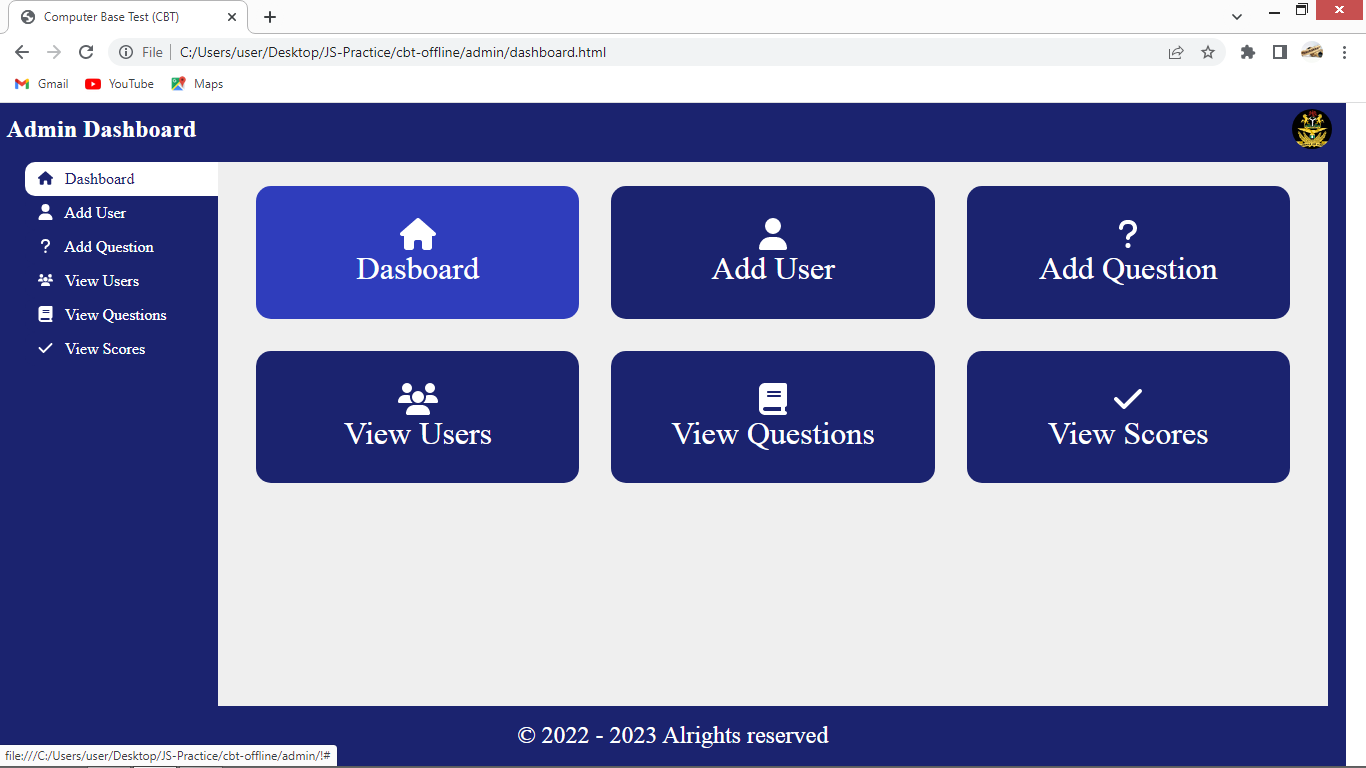 Computer Base Test (CBT)
File C:/Users/user/Desktop/JS-Practice/cbt-offline/admin/dashboard.html
Gmail YouTube Maps
Admin Dashboard
Dashboard
Add User
Add Question
View Users
View Questions
View Scores
Dasboard
Add User
Add Question
View Users
View Questions
View Scores
© 2022 - 2023 Alrights reserved
file:///C:/Users/user/Desktop/JS-Practice/cbt-offline/admin/!#